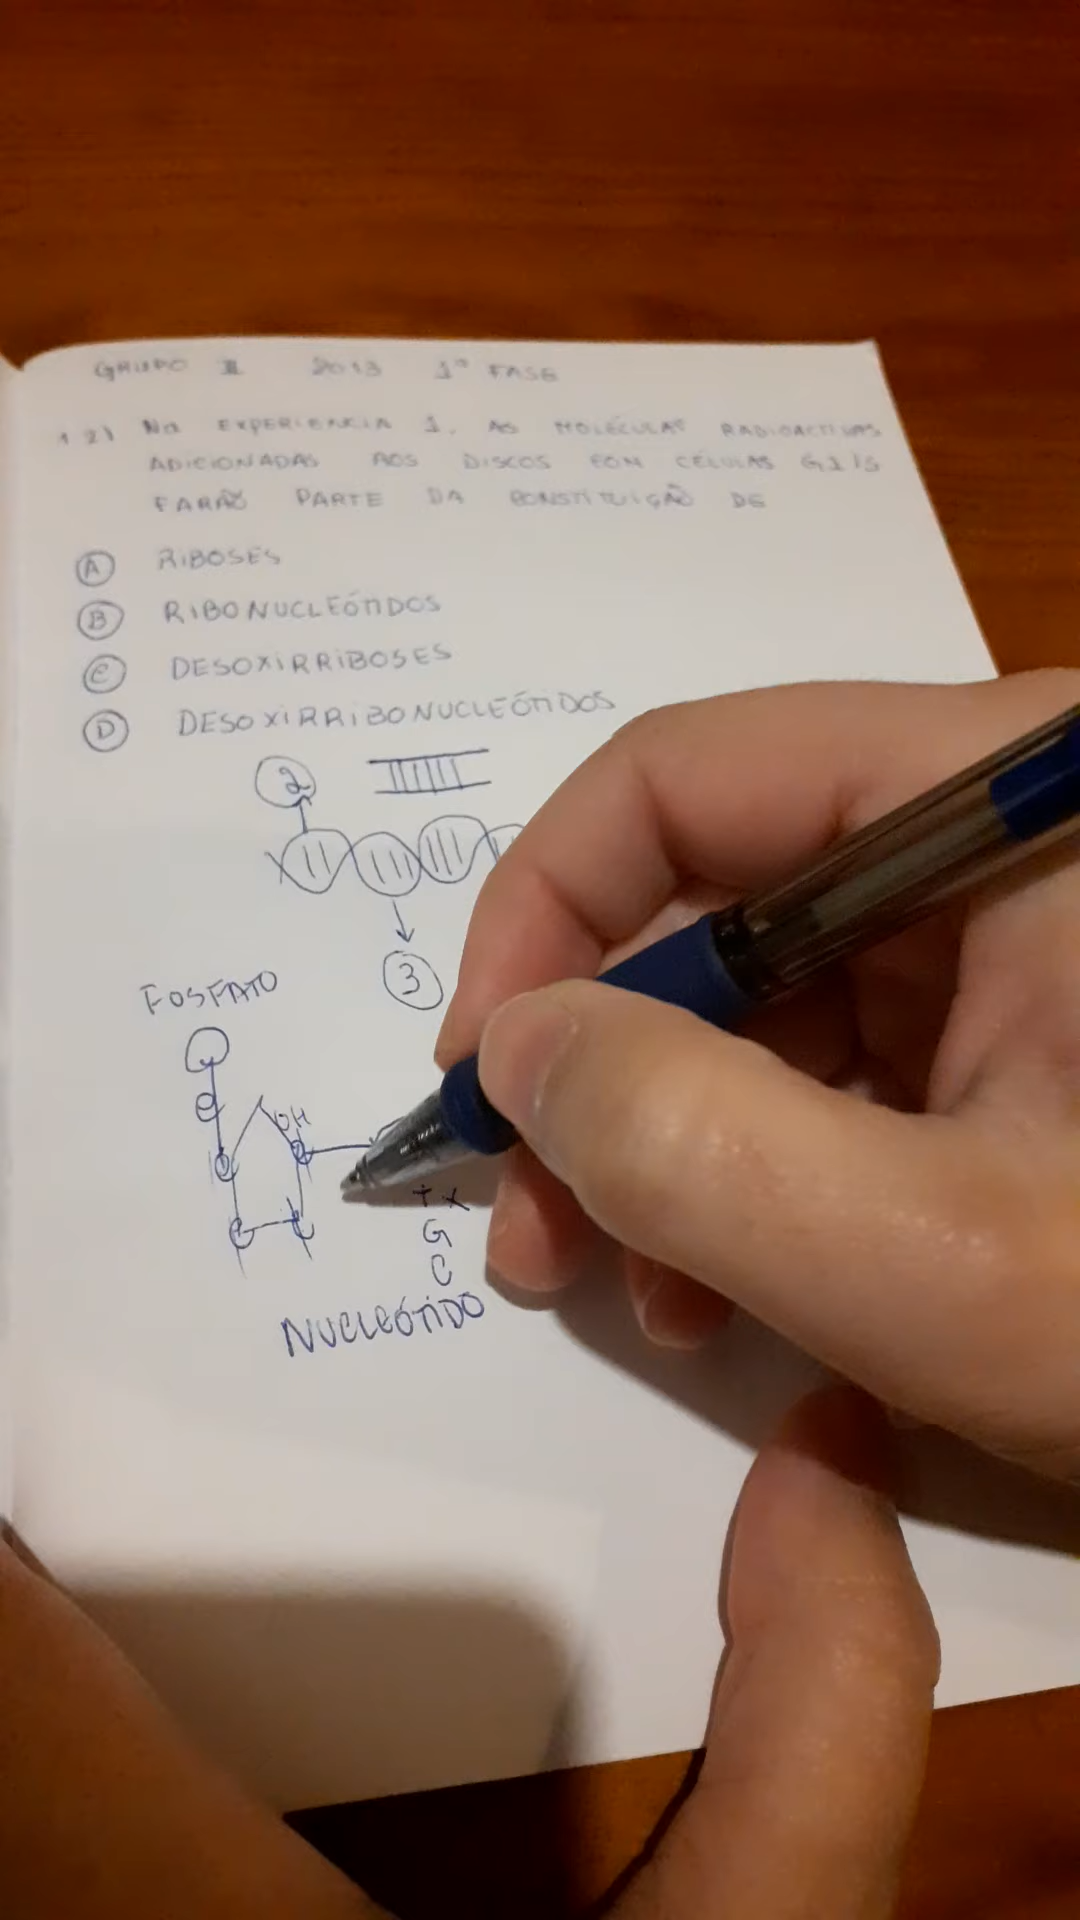 GRUPO II 2013 1ª FASE
1.2) NA EXPERIÊNCIA 1, AS MOLÉCULAS RADIOACTIVAS
ADICIONADAS AOS DISCOS COM CÉLULAS G1/S
FARÃO PARTE DA CONSTITUIÇÃO DE
A RIBOSES
B RIBONUCLEÓTIDOS
C DESOXIRRIBOSES
D DESOXIRRIBONUCLEÓTIDOS
2
3
FOSFATO
OH
T X
G
C
NUCLEÓTIDO